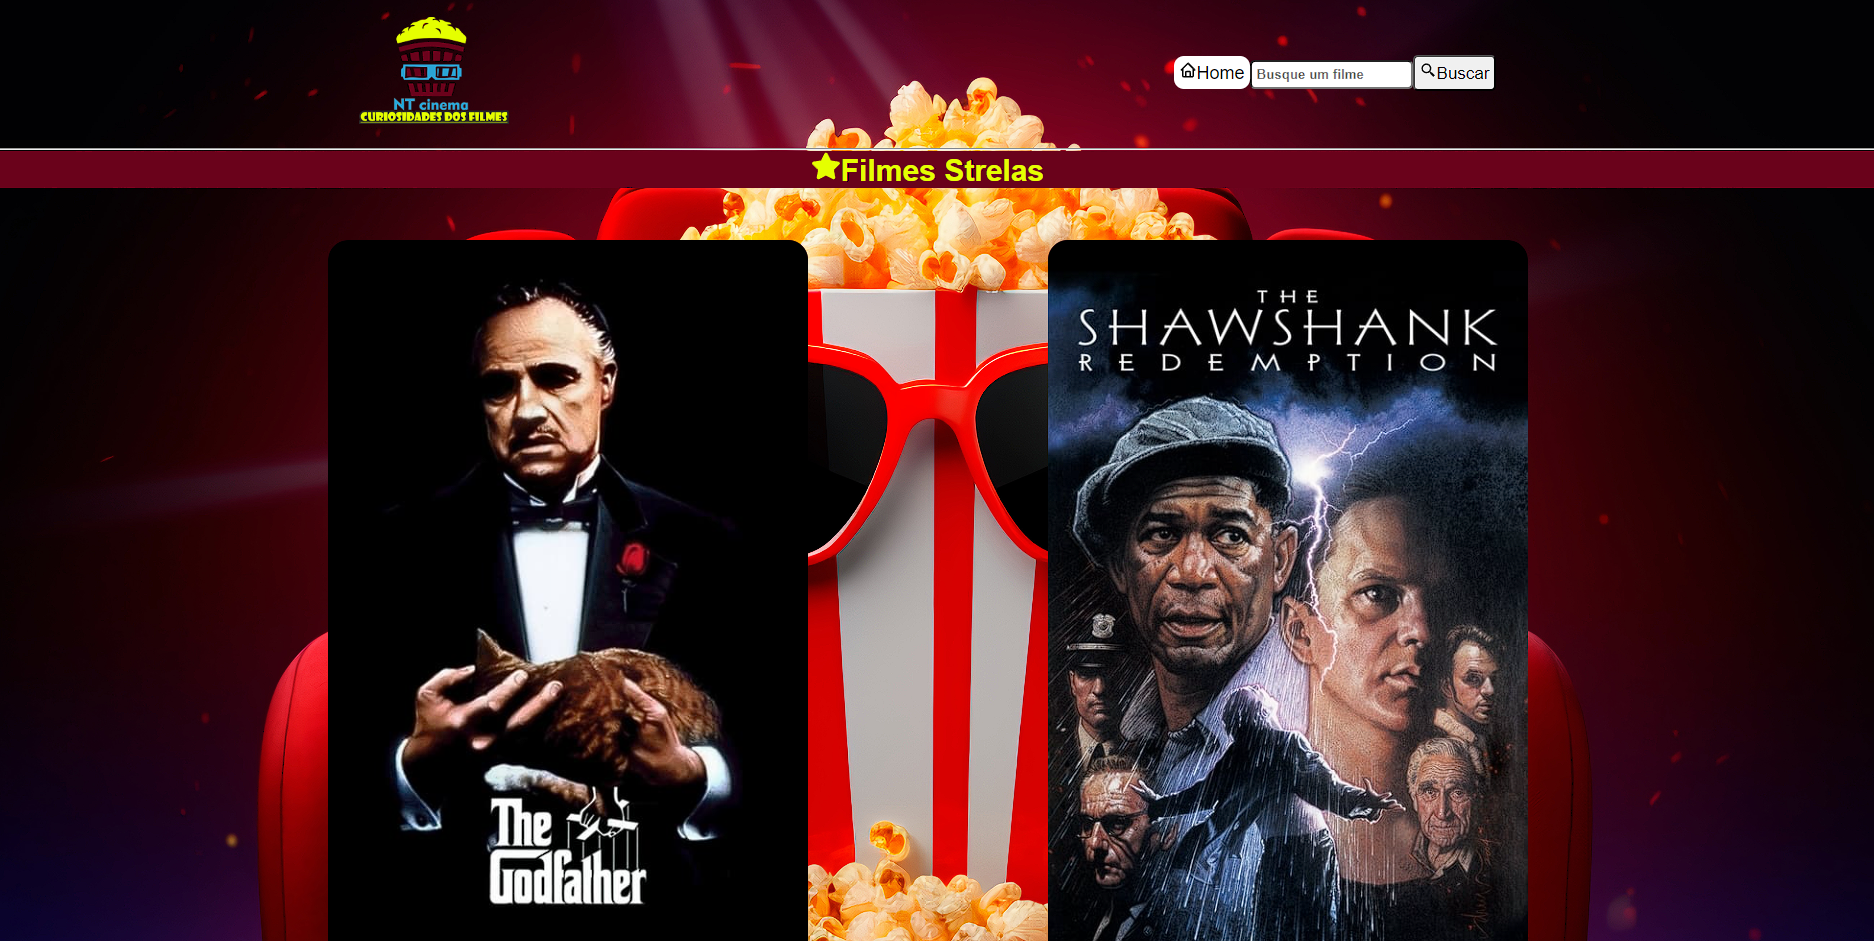 NT cinema
CURIOSIDADES DOS FILMES
Home
Busque um filme
Buscar
Filmes Strelas
The
Godfather
THE
SHAWSHANK
REDEMPTION